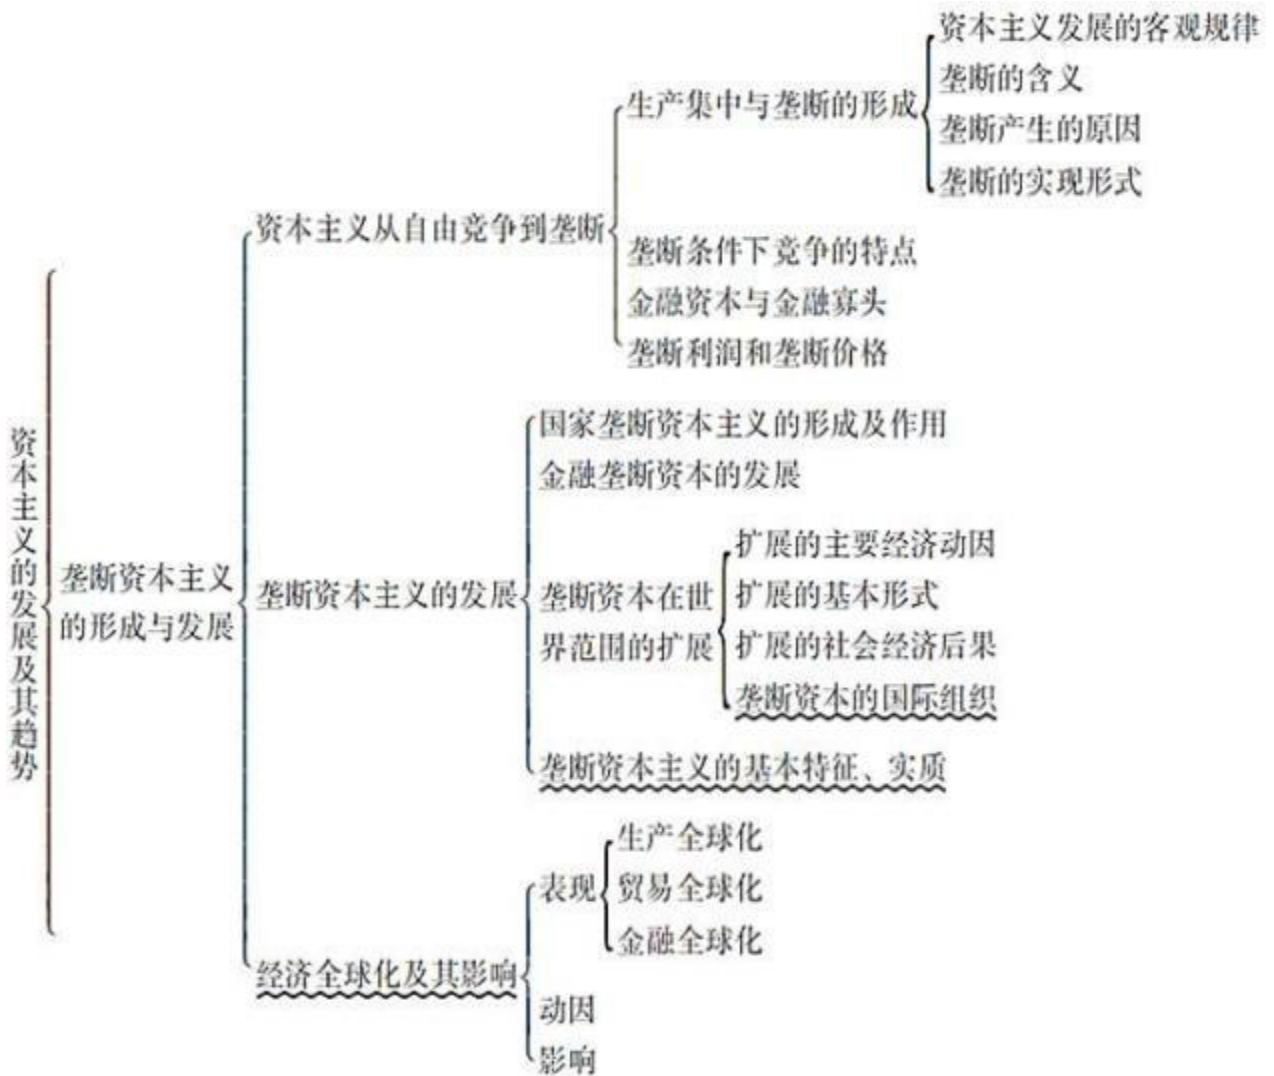 资本主义的发展及其趋势
垄断资本主义
的形成与发展
资本主义从自由竞争到垄断
生产集中与垄断的形成
资本主义发展的客观规律
垄断的含义
垄断产生的原因
垄断的实现形式
垄断条件下竞争的特点
金融资本与金融寡头
垄断利润和垄断价格
垄断资本主义的发展
国家垄断资本主义的形成及作用
金融垄断资本的发展
垄断资本在世
界范围的扩展
扩展的主要经济动因
扩展的基本形式
扩展的社会经济后果
垄断资本的国际组织
垄断资本主义的基本特征、实质
经济全球化及其影响
表现
生产全球化
贸易全球化
金融全球化
动因
影响